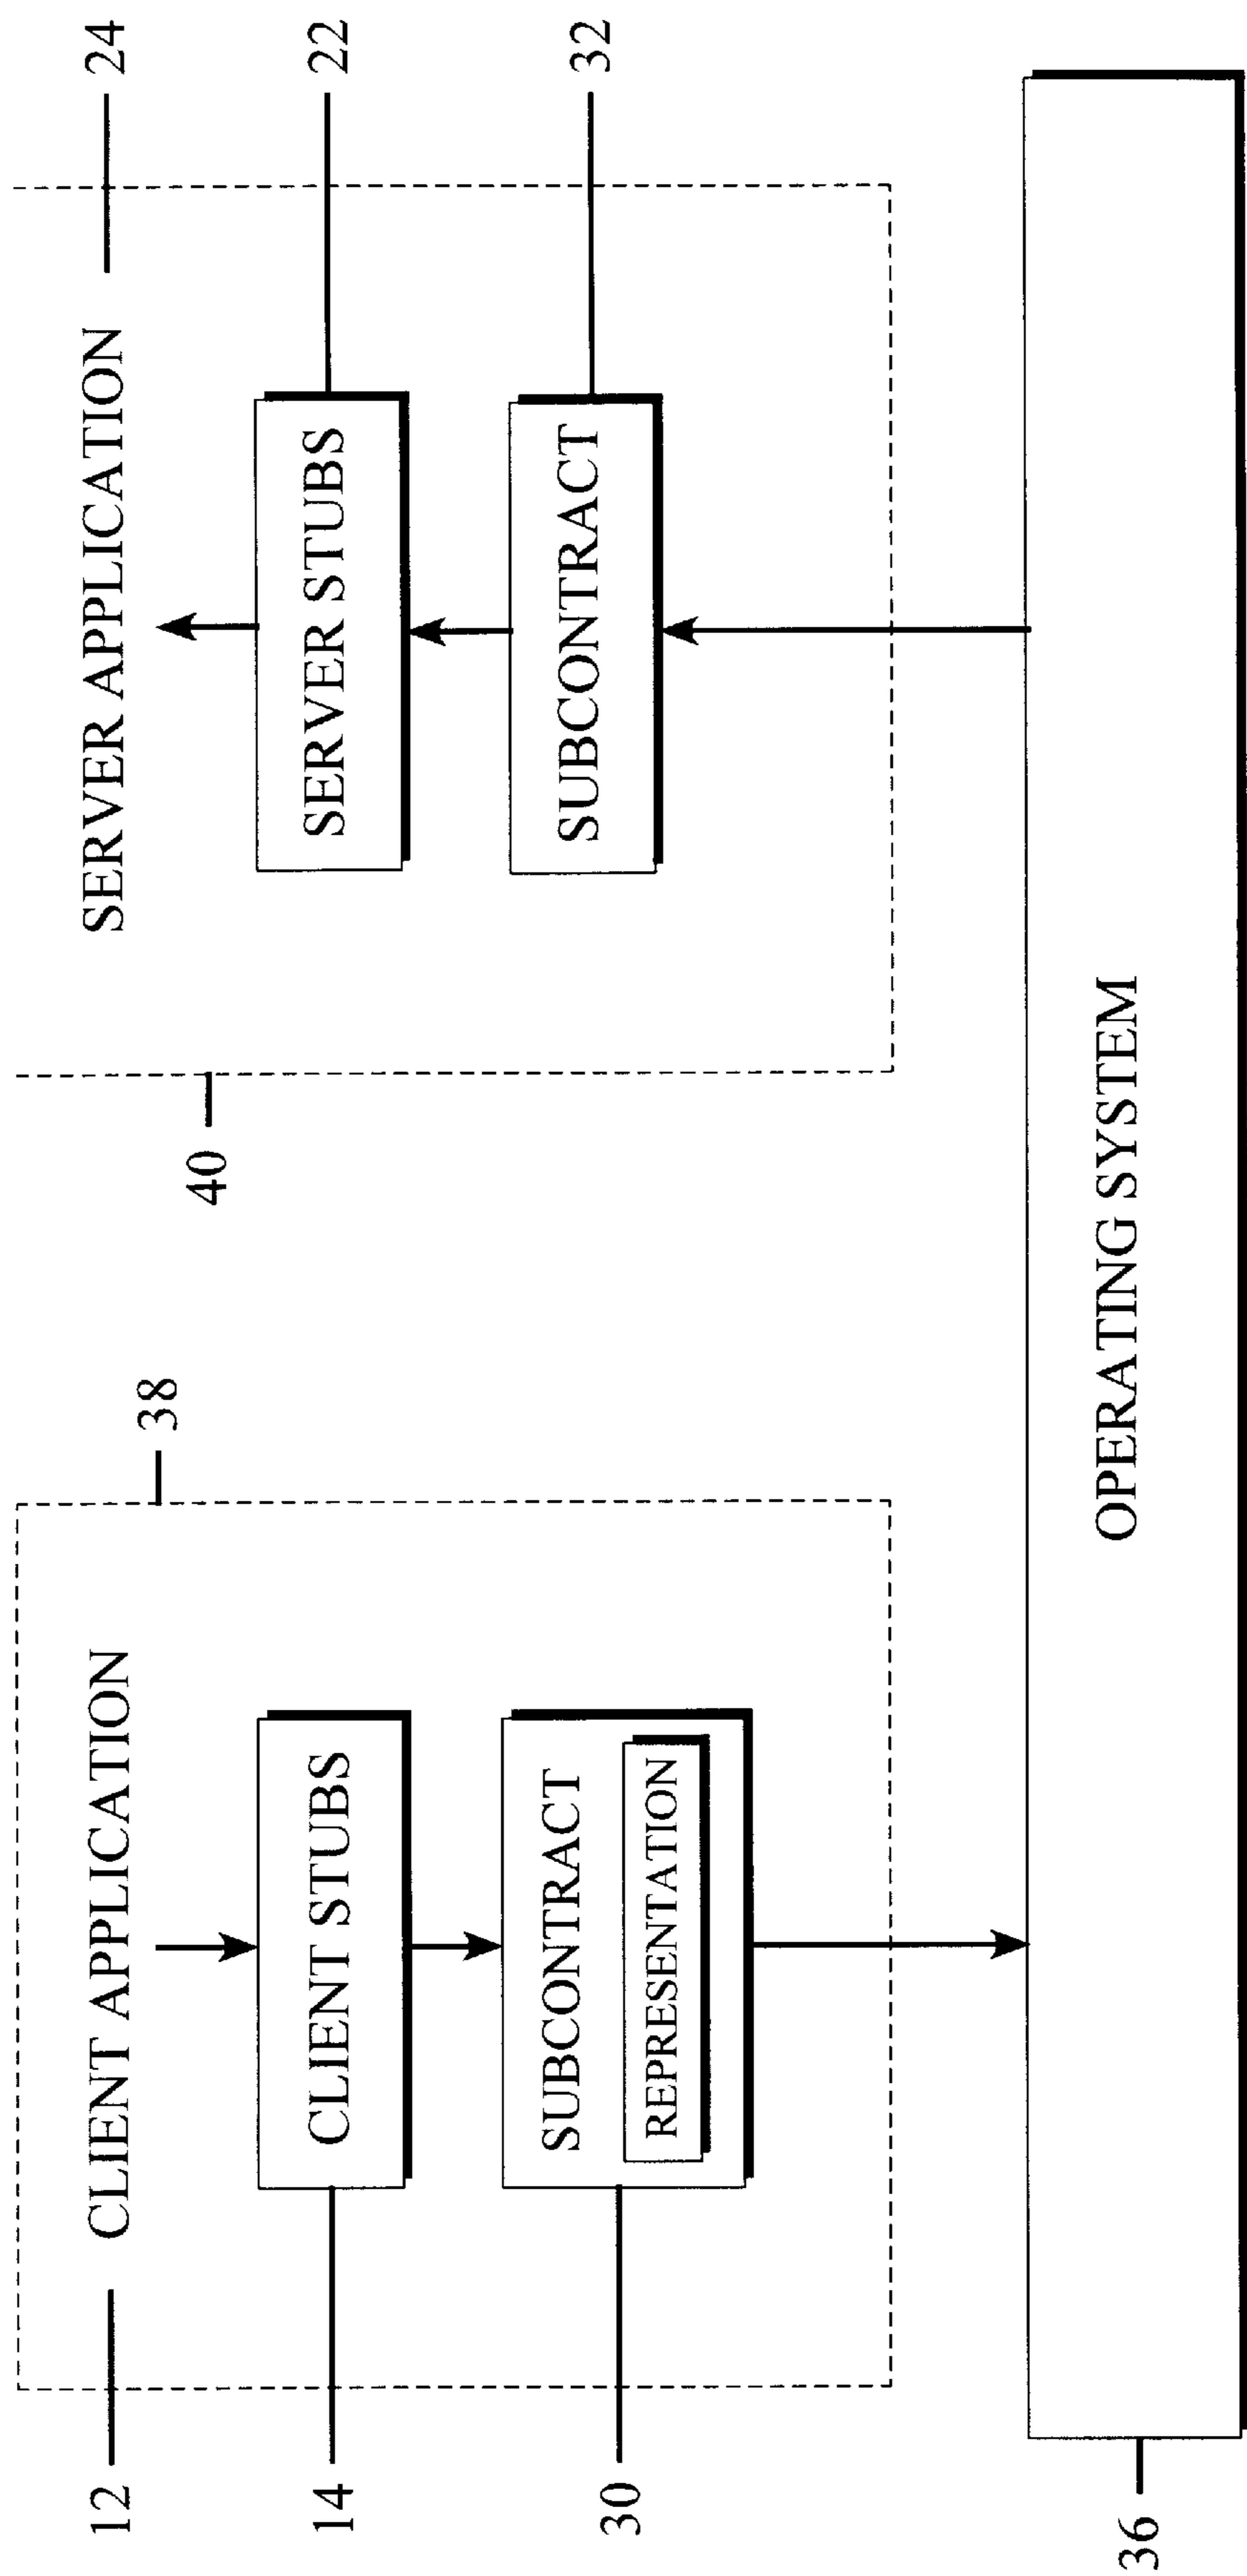 12
CLIENT APPLICATION
38
14
CLIENT STUBS
30
SUBCONTRACT
REPRESENTATION
40
SERVER APPLICATION
24
SERVER STUBS
22
SUBCONTRACT
32
36
OPERATING SYSTEM